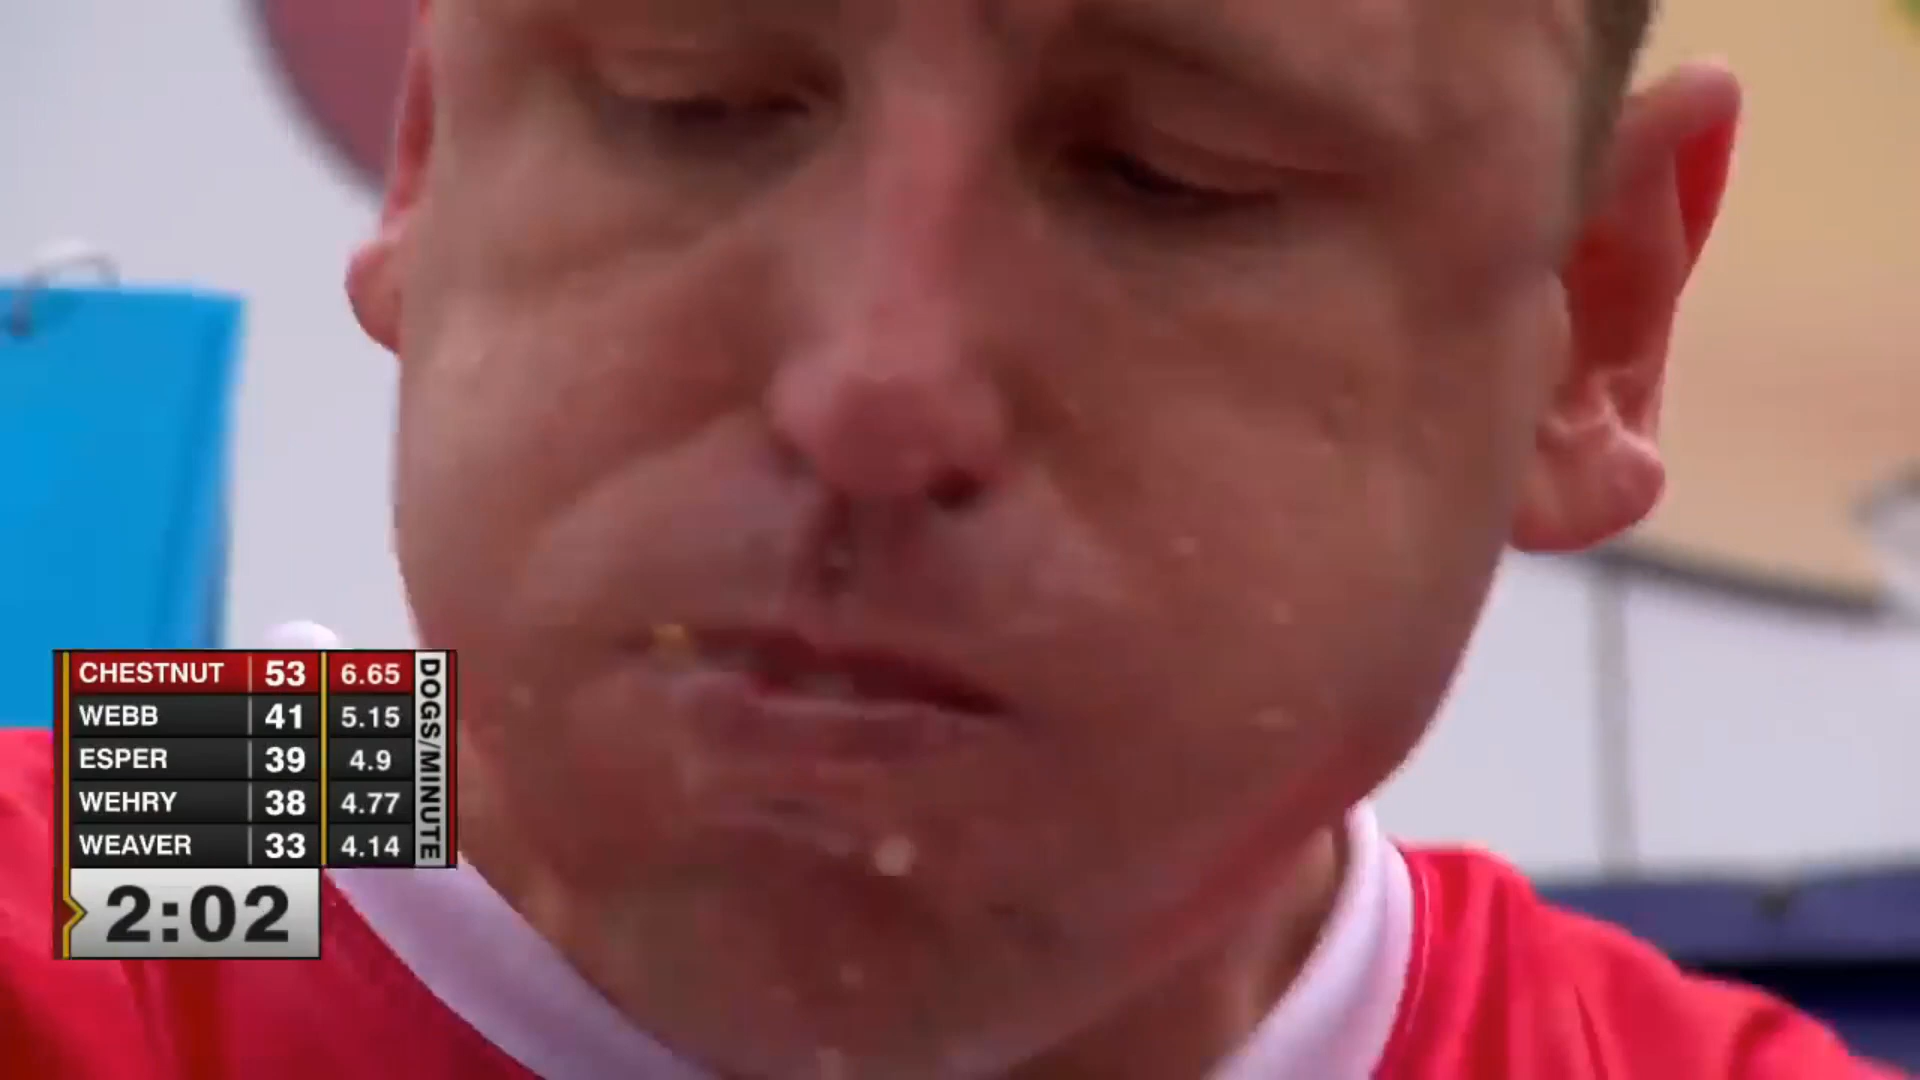 CHESTNUT 53 6.65
WEBB 41 5.15
ESPER 39 4.9
WEHRY 38 4.77
WEAVER 33 4.14
DOGS/MINUTE
2:02